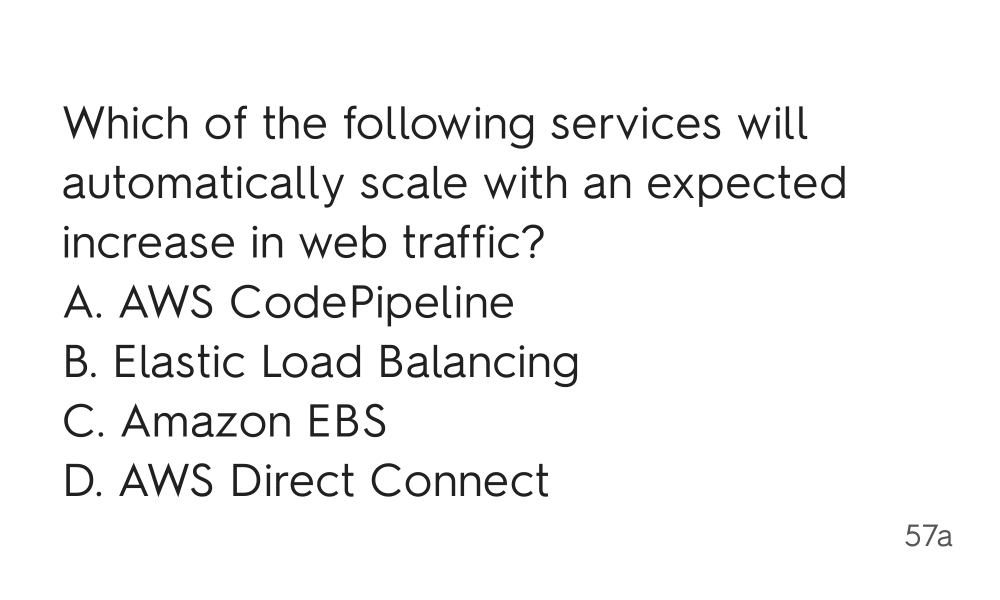 Which of the following services will
automatically scale with an expected
increase in web traffic?
A. AWS CodePipeline
B. Elastic Load Balancing
C. Amazon EBS
D. AWS Direct Connect
57a